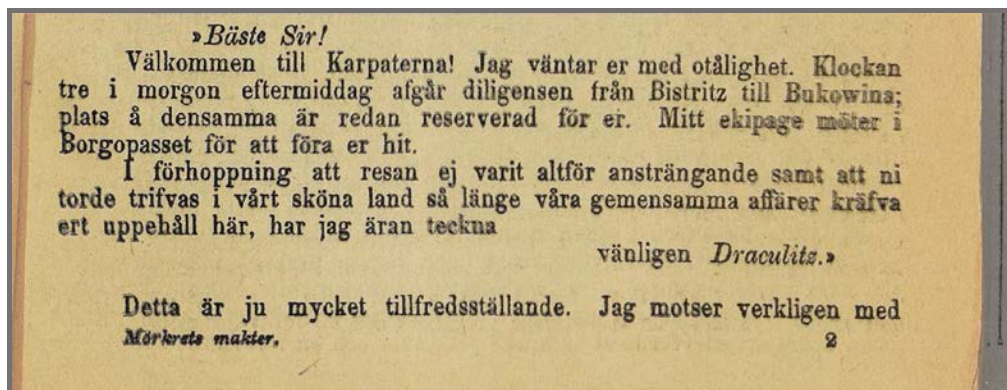 »Bäste Sir!
Välkommen till Karpaterna! Jag väntar er med otålighet. Klockan
tre i morgon eftermiddag afgår diligensen från Bistritz till Bukowina;
plats å densamma är redan reserverad för er. Mitt ekipage möter i
Borgopasset för att föra er hit.
I förhoppning att resan ej varit altför ansträngande samt att ni
torde trifvas i vårt sköna land så länge våra gemensamma affärer kräfva
ert uppehåll här, har jag äran teckna
vänligen Draculitz.»
Detta är ju mycket tillfredsställande. Jag motser verkligen med
Mörkrets makter. 2